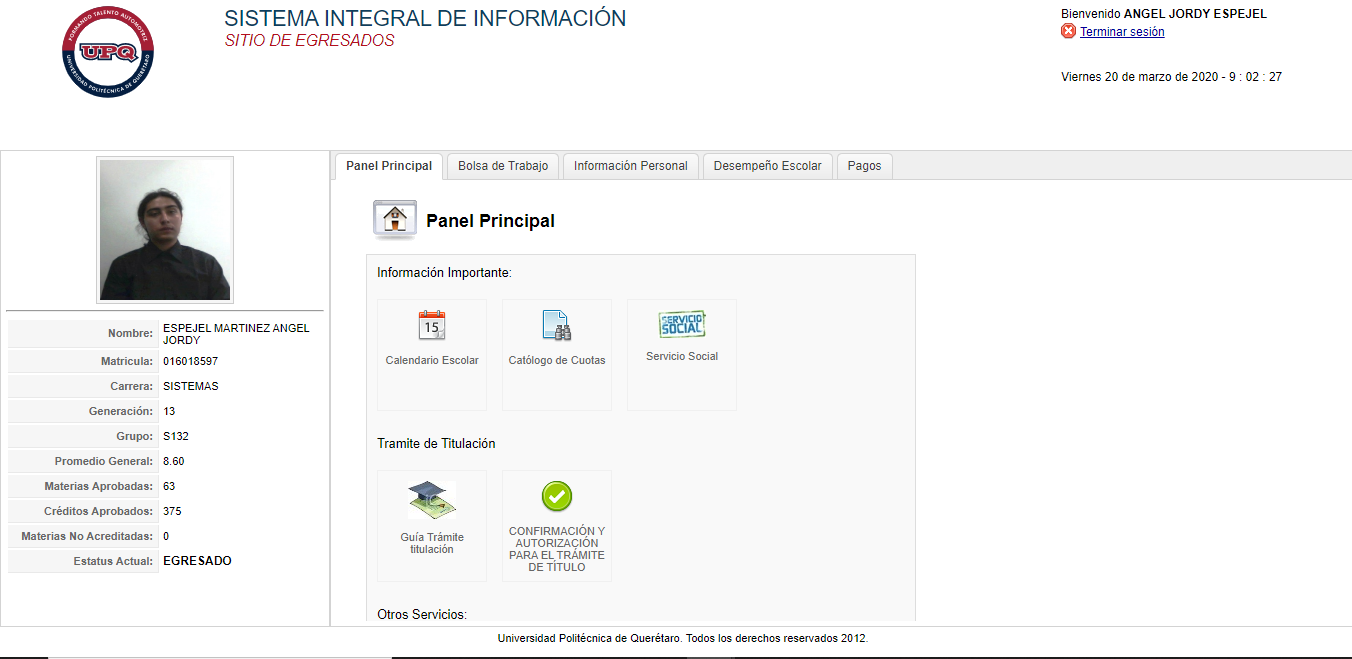 FORMANDO TALENTO AUTOMOTRIZ
UPQ
UNIVERSIDAD POLITÉCNICA DE QUERÉTARO
SISTEMA INTEGRAL DE INFORMACIÓN
SITIO DE EGRESADOS
Bienvenido ANGEL JORDY ESPEJEL
Terminar sesión
Viernes 20 de marzo de 2020 - 9 : 02 : 27
Nombre: ESPEJEL MARTINEZ ANGEL
JORDY
Matricula: 016018597
Carrera: SISTEMAS
Generación: 13
Grupo: S132
Promedio General: 8.60
Materias Aprobadas: 63
Créditos Aprobados: 375
Materias No Acreditadas: 0
Estatus Actual: EGRESADO
Panel Principal Bolsa de Trabajo Información Personal Desempeño Escolar Pagos
Panel Principal
Información Importante:
15
Calendario Escolar
Católogo de Cuotas
SERVICIO
SOCIAL
Servicio Social
Tramite de Titulación
Guía Trámite
titulación
CONFIRMACIÓN Y
AUTORIZACIÓN
PARA EL TRÁMITE
DE TÍTULO
Otros Servicios:
Universidad Politécnica de Querétaro. Todos los derechos reservados 2012.